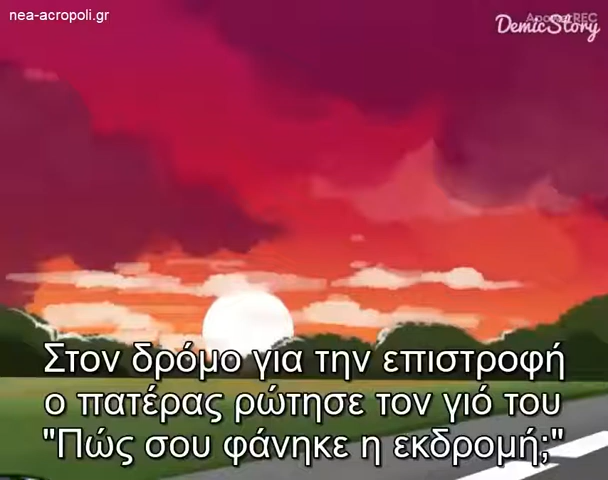 nea-acropoli.gr
DemicStory
Στον δρόμο για την επιστροφή
ο πατέρας ρώτησε τον γιό του
"Πώς σου φάνηκε η εκδρομή;"